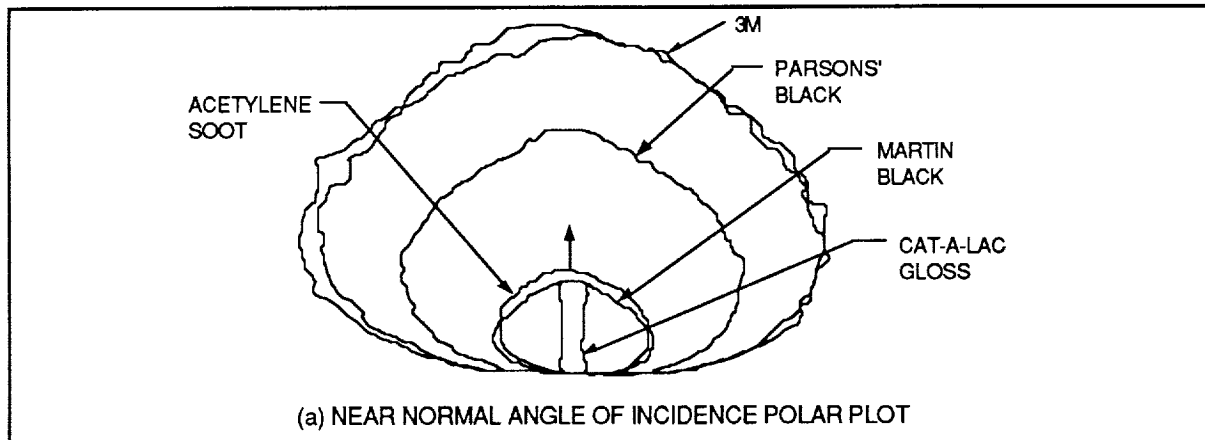 3M
PARSONS'
BLACK
ACETYLENE
SOOT
MARTIN
BLACK
CAT-A-LAC
GLOSS
(a) NEAR NORMAL ANGLE OF INCIDENCE POLAR PLOT